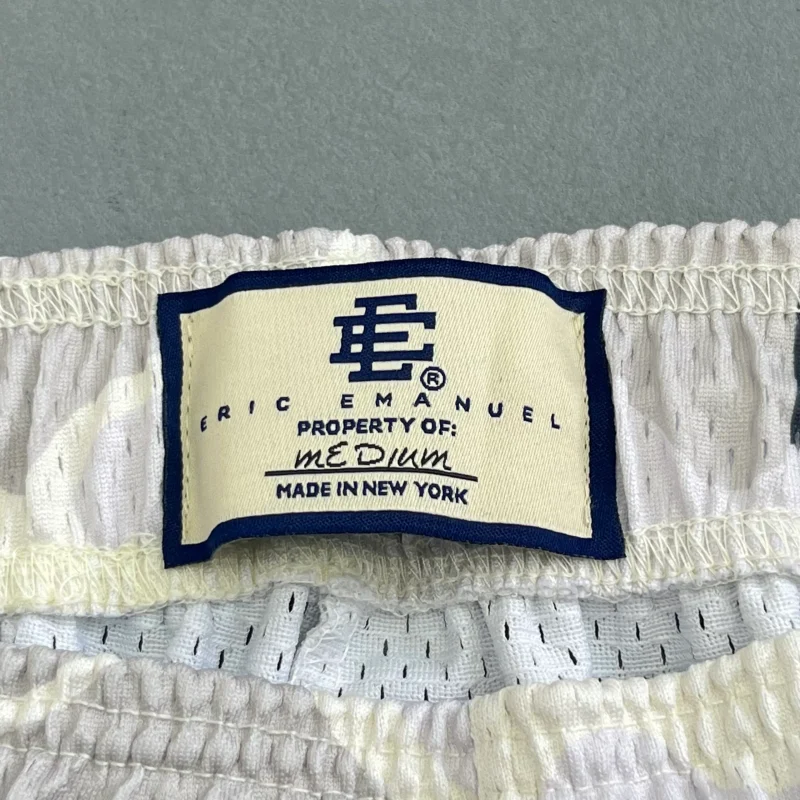 EE®
ERIC EMANUEL
PROPERTY OF:
MEDIUM
MADE IN NEW YORK